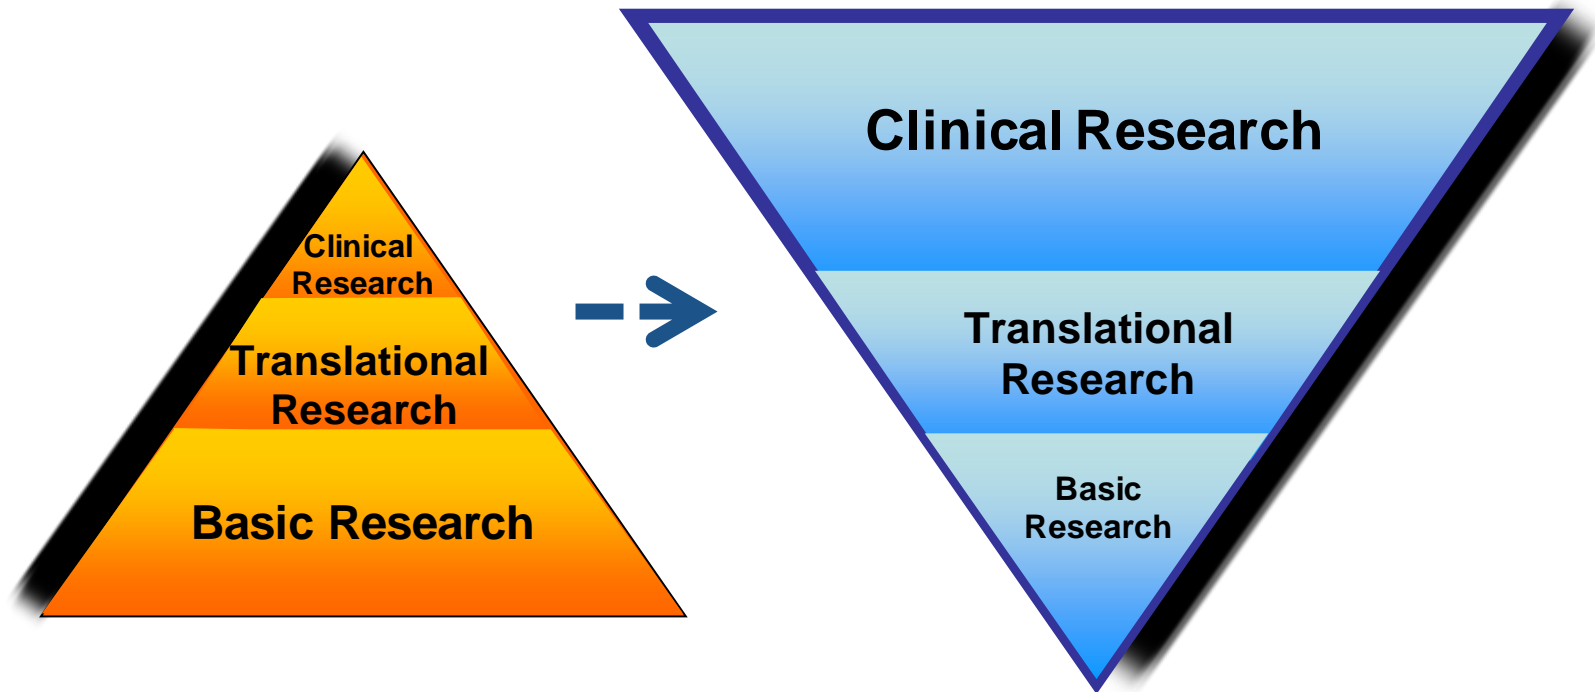 Clinical
Research
Translational
Research
Basic Research
Clinical Research
Translational
Research
Basic
Research